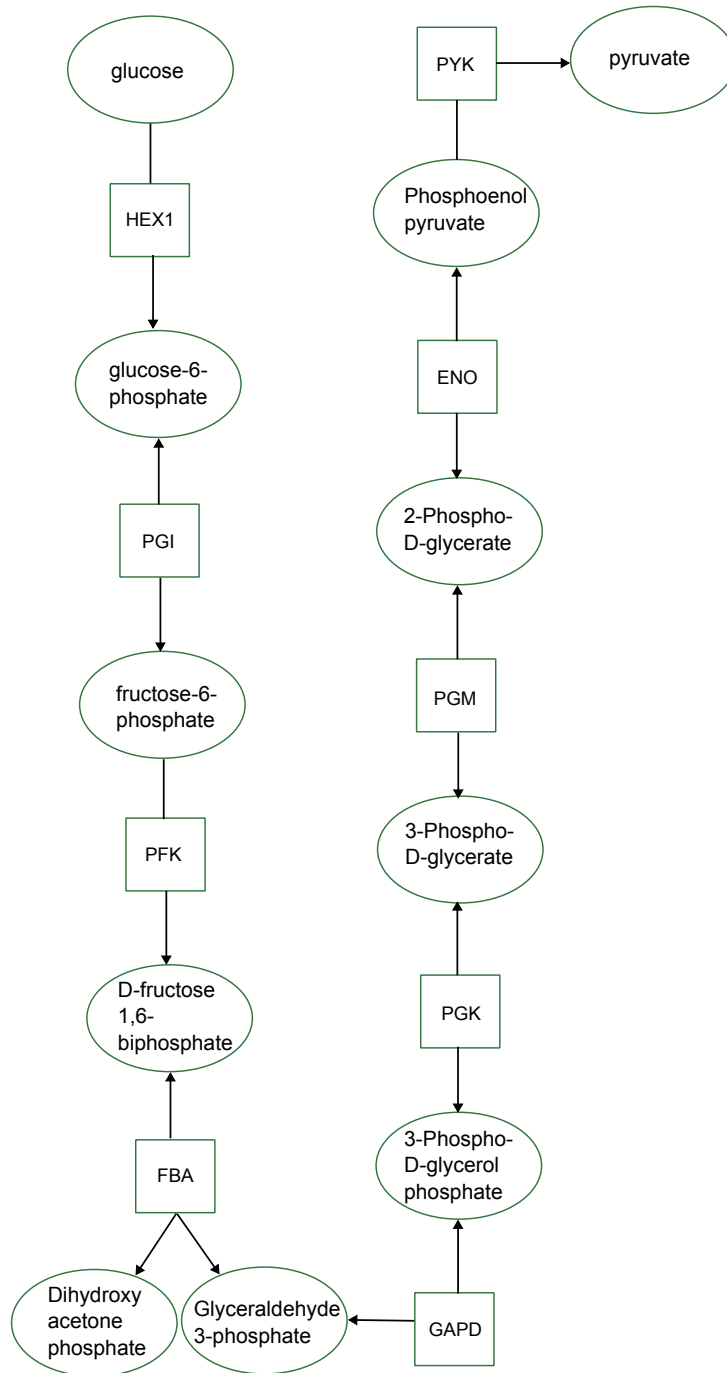 glucose
HEX1
glucose-6-
phosphate
PGI
fructose-6-
phosphate
PFK
D-fructose
1,6-
biphosphate
FBA
Dihydroxy
acetone
phosphate
Glyceraldehyde
3-phosphate
GAPD
3-Phospho-
D-glycerol
phosphate
PGK
3-Phospho-
D-glycerate
PGM
2-Phospho-
D-glycerate
ENO
Phosphoenol
pyruvate
PYK
pyruvate